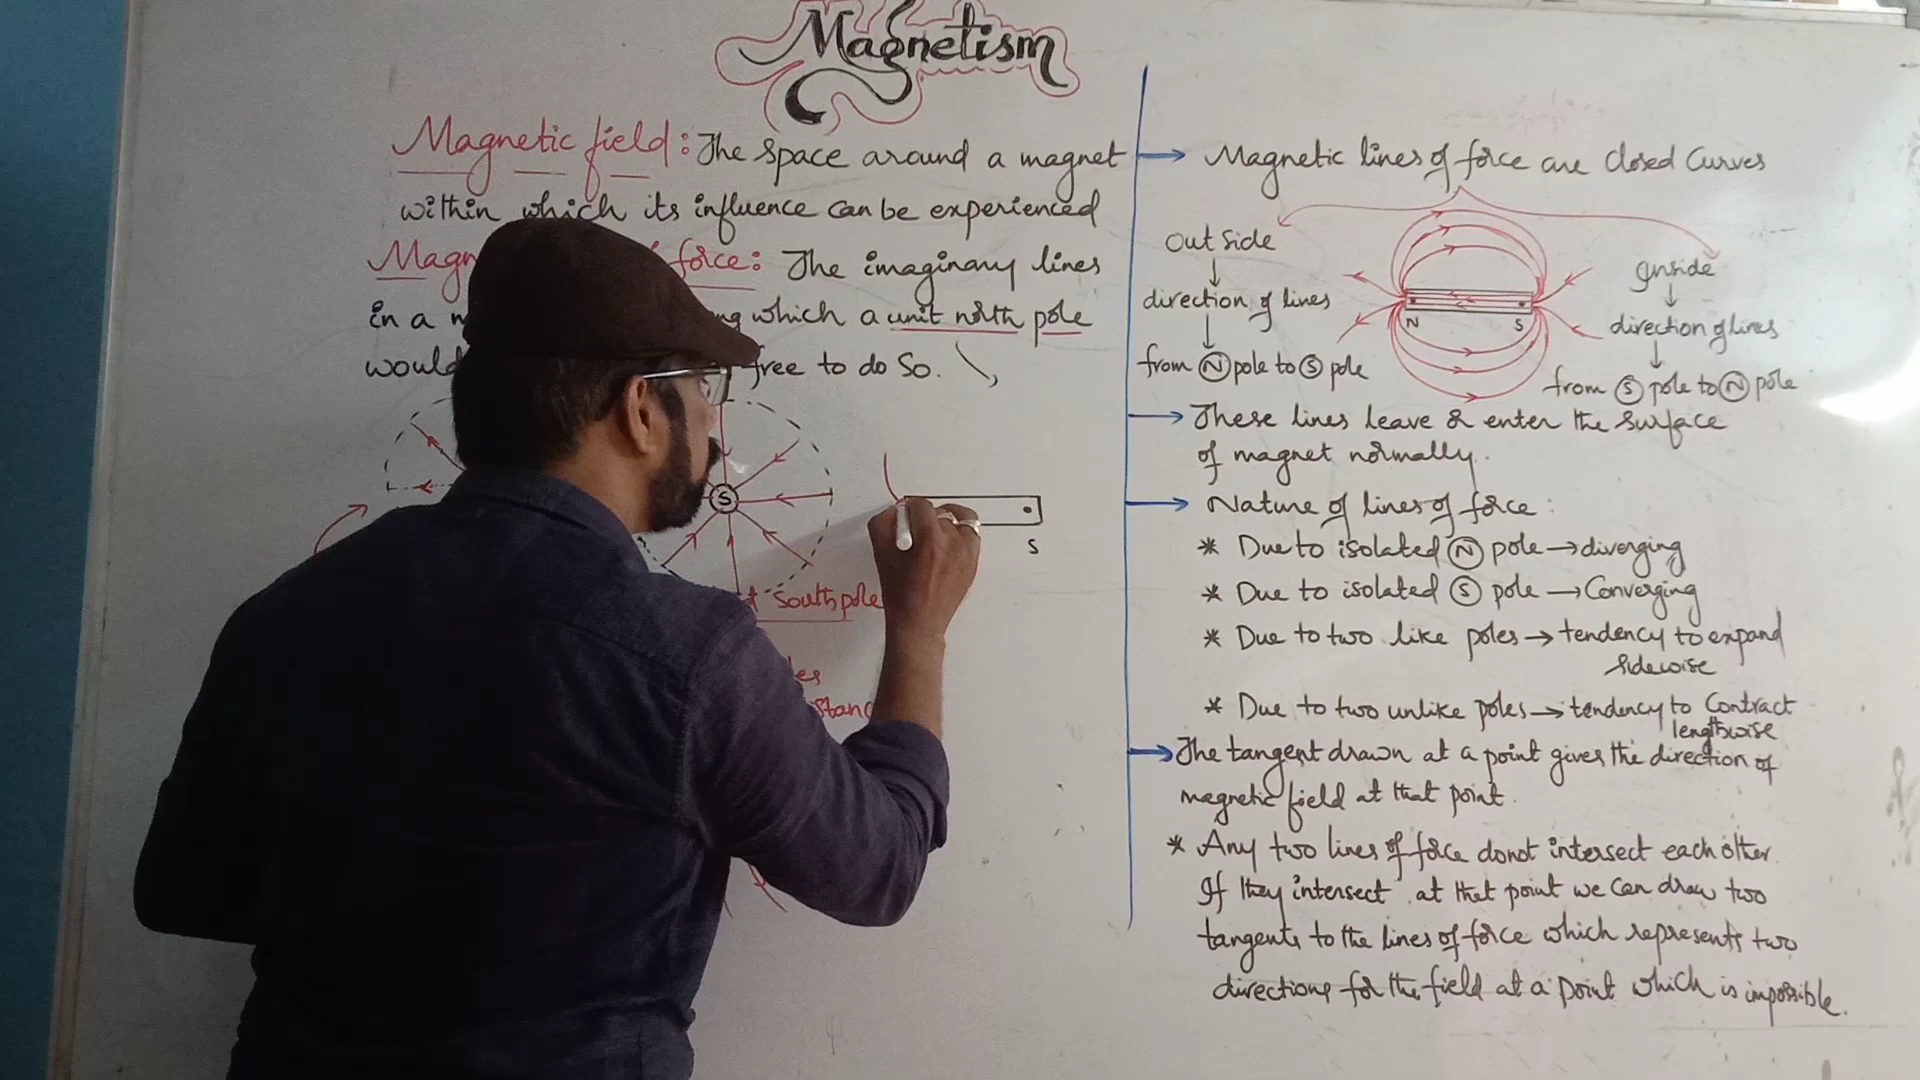 Magnetism
Magnetic field: The space around a magnet
within which its influence can be experienced
force: The imaginary lines
in a which a unit north pole
would free to do So.
S
S
South pole
→ Magnetic lines of force are closed Curves
Outside
↓
direction of lines
↓
from N pole to S pole
N S
Inside
↓
direction of lines
↓
from S pole to N pole
→ These lines leave & enter the surface
of magnet normally.
→ Nature of lines of force:
* Due to isolated N pole → diverging
* Due to isolated S pole → Converging
* Due to two like poles → tendency to expand
sidewise
* Due to two unlike poles → tendency to Contract
lengthwise
→ The tangent drawn at a point gives the direction of
magnetic field at that point.
* Any two lines of force donot intersect each other.
If they intersect, at that point we can draw two
tangents to the lines of force which represents two
directions for the field at a point which is impossible.